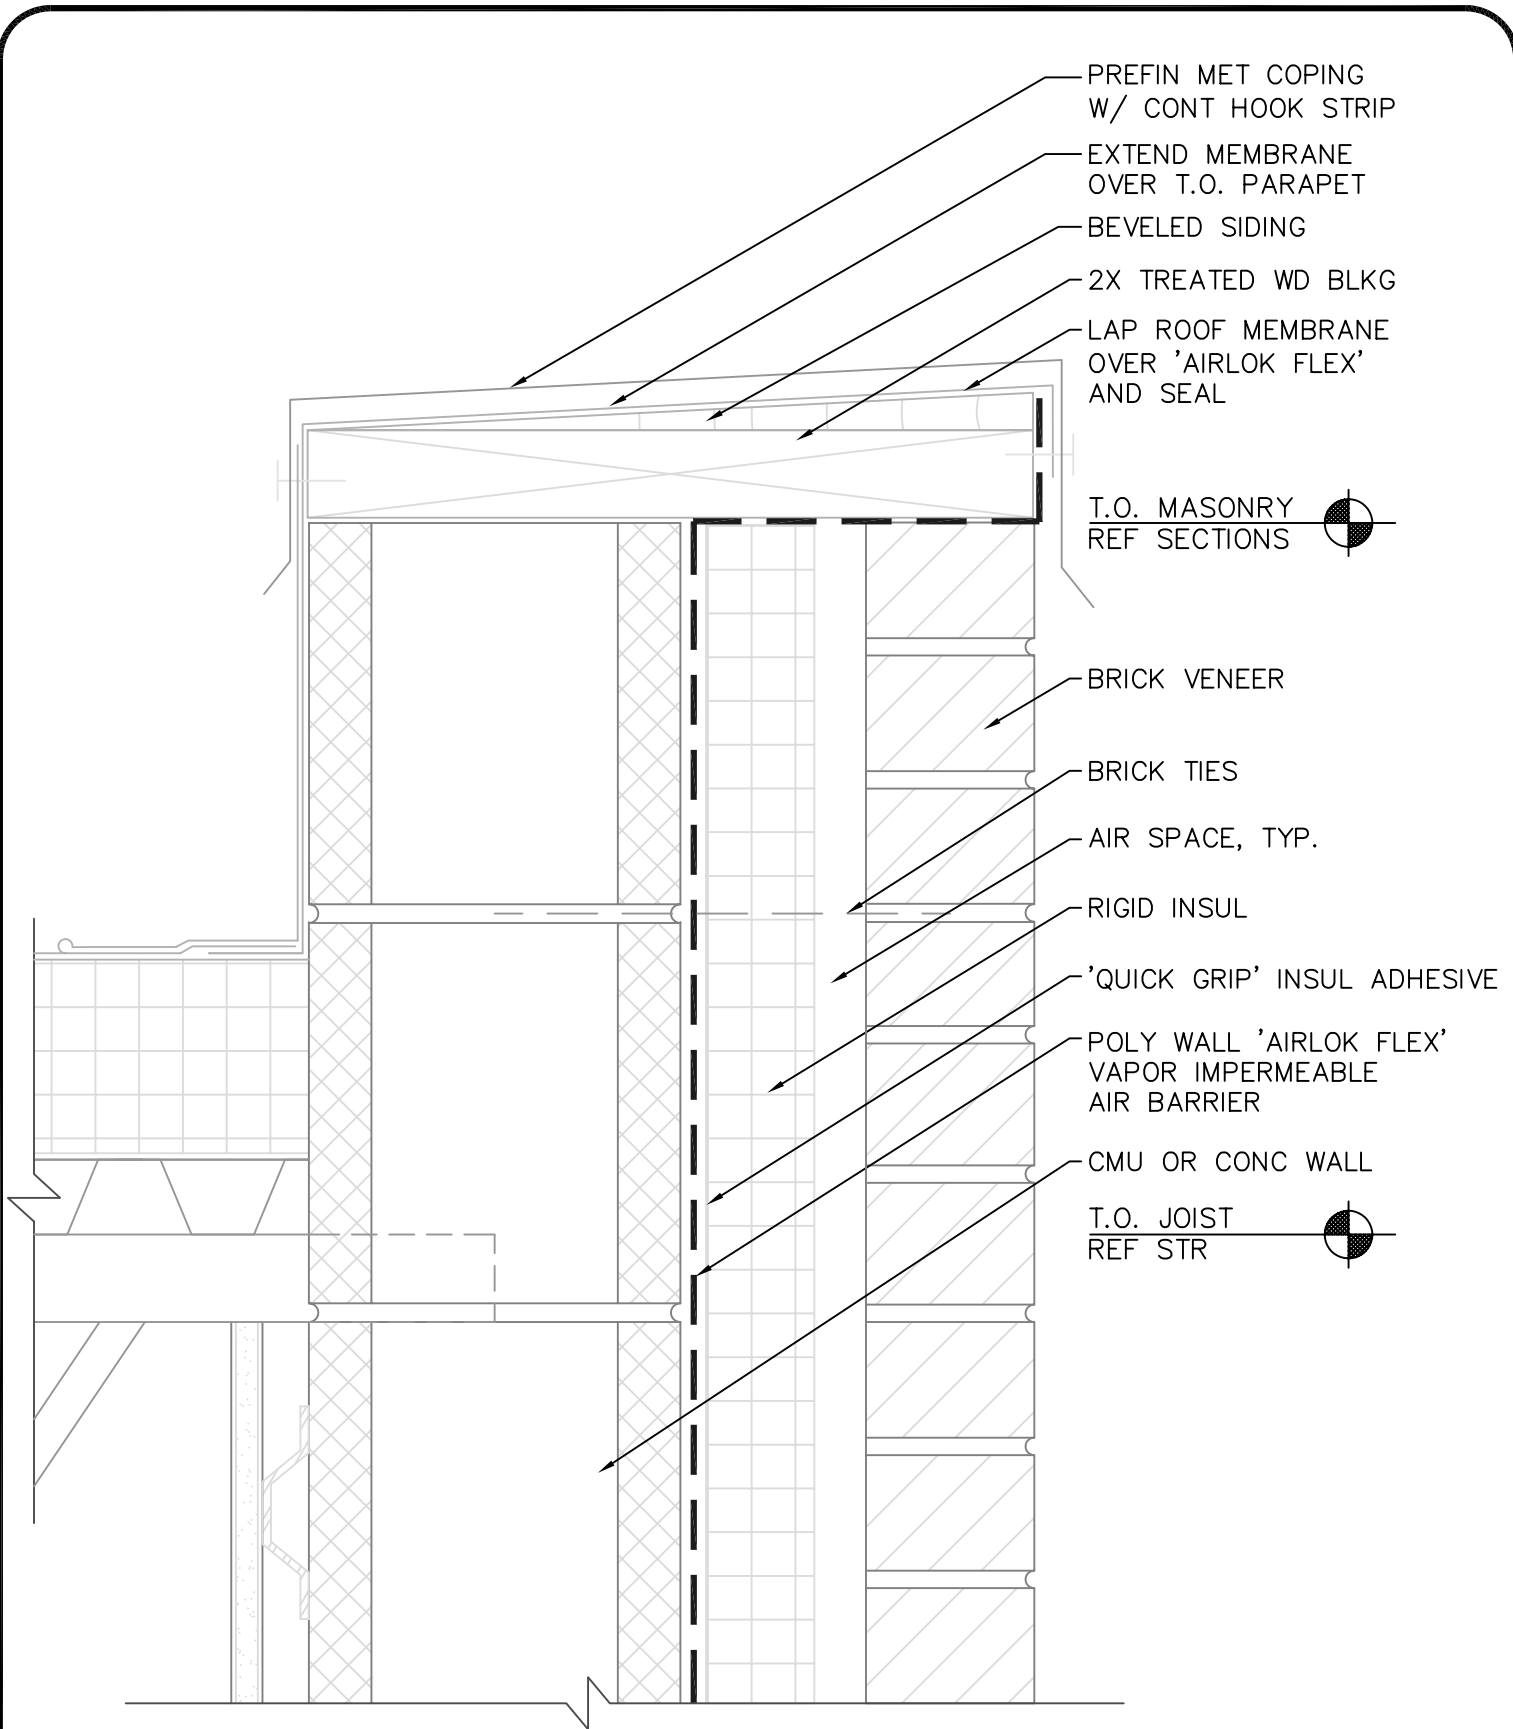 PREFIN MET COPING
W/ CONT HOOK STRIP
EXTEND MEMBRANE
OVER T.O. PARAPET
BEVELED SIDING
2X TREATED WD BLKG
LAP ROOF MEMBRANE
OVER 'AIRLOK FLEX'
AND SEAL
T.O. MASONRY
REF SECTIONS
BRICK VENEER
BRICK TIES
AIR SPACE, TYP.
RIGID INSUL
'QUICK GRIP' INSUL ADHESIVE
POLY WALL 'AIRLOK FLEX'
VAPOR IMPERMEABLE
AIR BARRIER
CMU OR CONC WALL
T.O. JOIST
REF STR